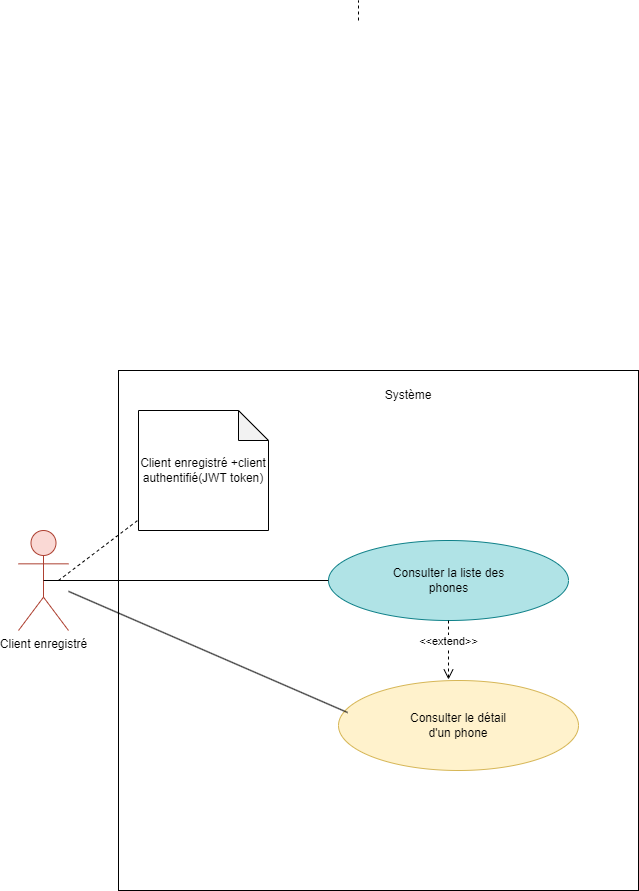 Système
Client enregistré +client
authentifié(JWT token)
Consulter la liste des
phones
<<extend>>
Client enregistré
Consulter le détail
d'un phone